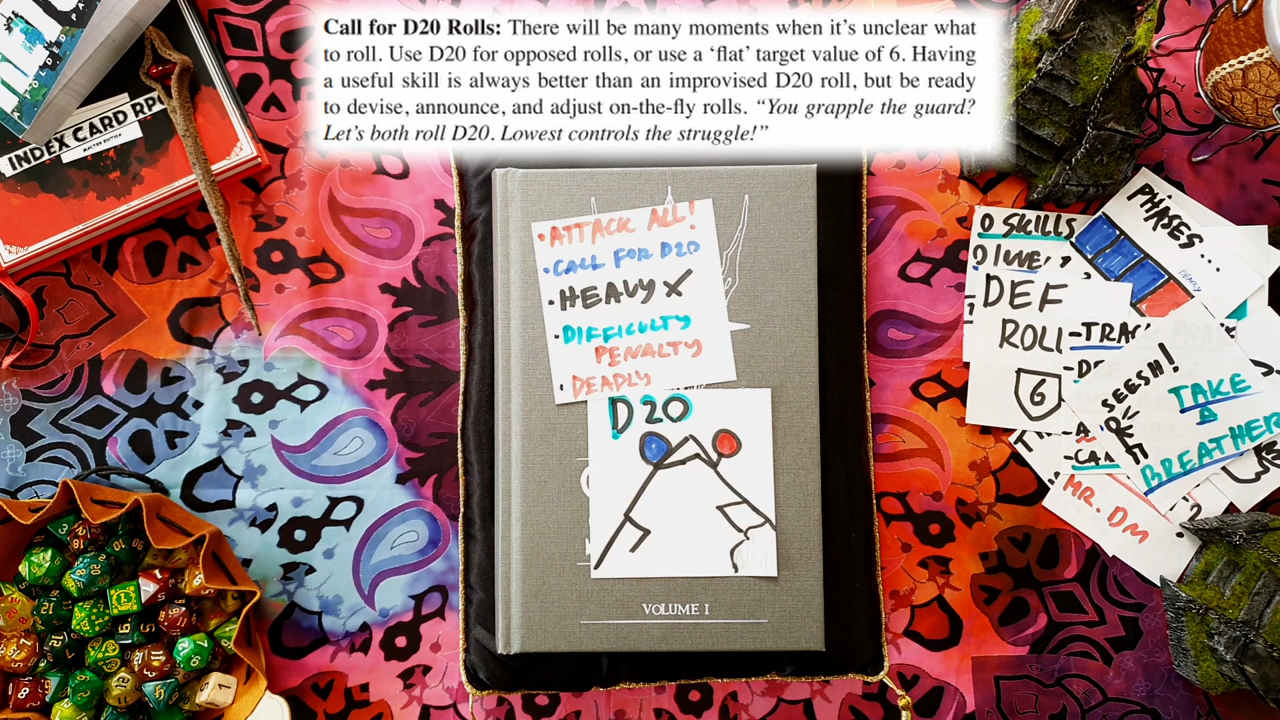 Call for D20 Rolls: There will be many moments when it's unclear what
to roll. Use D20 for opposed rolls, or use a 'flat' target value of 6. Having
a useful skill is always better than an improvised D20 roll, but be ready
to devise, announce, and adjust on-the-fly rolls. “You grapple the guard?
Let's both roll D20. Lowest controls the struggle!”
INDEX CARD RPG
MASTER EDITION
• ATTACK ALL!
• CALL FOR D20
• HEAVY X
• DIFFICULTY
PENALTY
• DEADLY
D20
VOLUME I
PHASES...
DEADLY
SKILLS
DEF
ROLL
6
SEESH!
TAKE
A
BREATHER
MR. DM